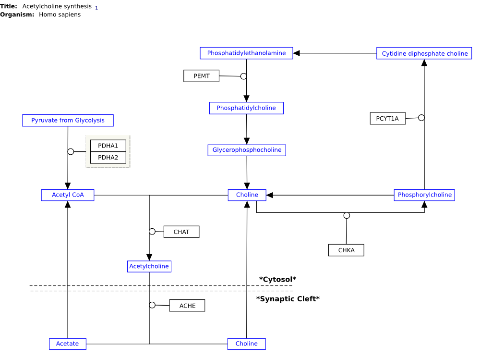 Title: Acetylcholine synthesis 1
Organism: Homo sapiens
Phosphatidylethanolamine
Cytidine diphosphate choline
PEMT
Phosphatidylcholine
PCYT1A
Pyruvate from Glycolysis
PDHA1
PDHA2
Glycerophosphocholine
Acetyl CoA
Choline
Phosphorylcholine
CHAT
CHKA
Acetylcholine
*Cytosol*
*Synaptic Cleft*
ACHE
Acetate
Choline